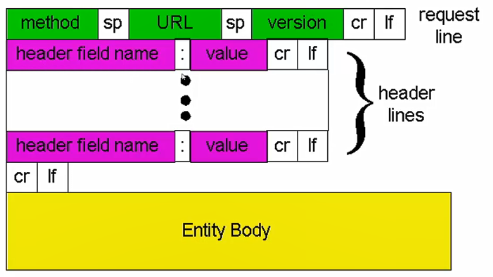 method sp URL sp version cr lf request line
header field name : value cr lf
header lines
header field name : value cr lf
cr lf
Entity Body